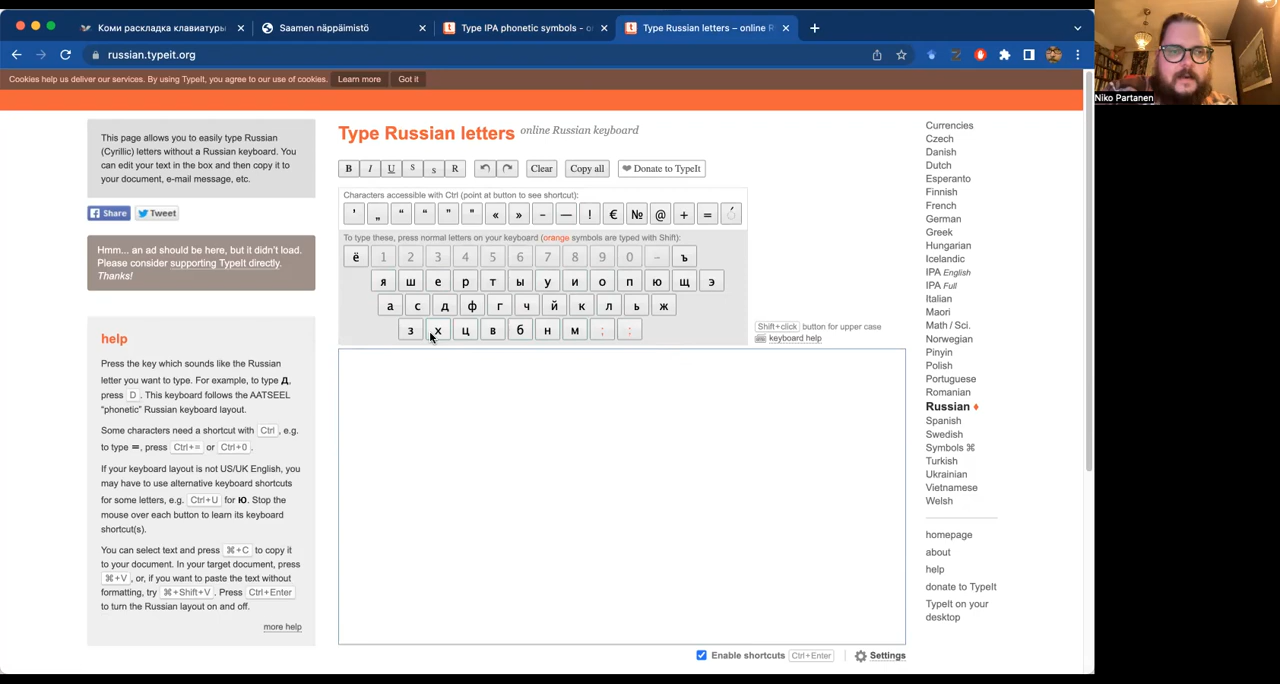 Коми раскладка клавиатуры
Saamen näppäimistö
Type IPA phonetic symbols - o
Type Russian letters – online R
russian.typeit.org
Cookies help us deliver our services. By using TypeIt, you agree to our use of cookies. Learn more Got it
Niko Partanen
This page allows you to easily type Russian
(Cyrillic) letters without a Russian keyboard. You
can edit your text in the box and then copy it to
your document, e-mail message, etc.
Share Tweet
Hmm... an ad should be here, but it didn't load.
Please consider supporting TypeIt directly.
Thanks!
help
Press the key which sounds like the Russian
letter you want to type. For example, to type Д,
press D. This keyboard follows the AATSEEL
"phonetic" Russian keyboard layout.
Some characters need a shortcut with Ctrl, e.g.
to type =, press Ctrl+= or Ctrl+0.
If your keyboard layout is not US/UK English, you
may have to use alternative keyboard shortcuts
for some letters, e.g. Ctrl+U for Ю. Stop the
mouse over each button to learn its keyboard
shortcut(s).
You can select text and press ⌘+C to copy it
to your document. In your target document, press
⌘+V, or, if you want to paste the text without
formatting, try ⌘+Shift+V. Press Ctrl+Enter
to turn the Russian layout on and off.
more help
Type Russian letters online Russian keyboard
B I U S s R Clear Copy all ❤ Donate to TypeIt
Characters accessible with Ctrl (point at button to see shortcut):
' „ “ “ " " « » - — ! € № @ + =
To type these, press normal letters on your keyboard (orange symbols are typed with Shift):
ё 1 2 3 4 5 6 7 8 9 0 - ъ
я ш е р т ы у и о п ю щ э
а с д ф г ч й к л ь ж
з х ц в б н м ; :
Shift+click button for upper case
keyboard help
Enable shortcuts Ctrl+Enter Settings
Currencies
Czech
Danish
Dutch
Esperanto
Finnish
French
German
Greek
Hungarian
Icelandic
IPA English
IPA Full
Italian
Maori
Math / Sci.
Norwegian
Pinyin
Polish
Portuguese
Romanian
Russian ♦
Spanish
Swedish
Symbols ⌘
Turkish
Ukrainian
Vietnamese
Welsh
homepage
about
help
donate to TypeIt
TypeIt on your
desktop